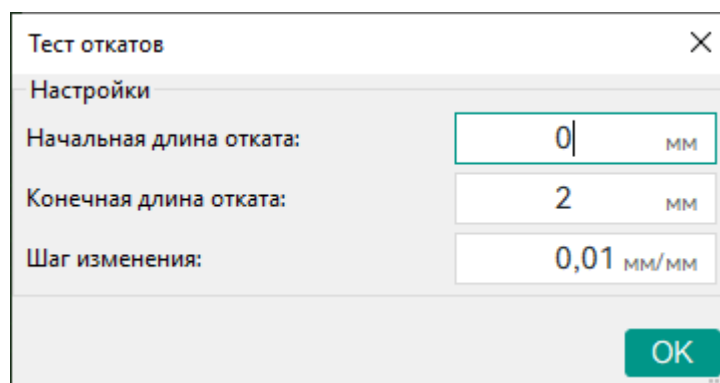 Тест откатов
Настройки
Начальная длина отката: 0 мм
Конечная длина отката: 2 мм
Шаг изменения: 0,01 мм/мм
OK